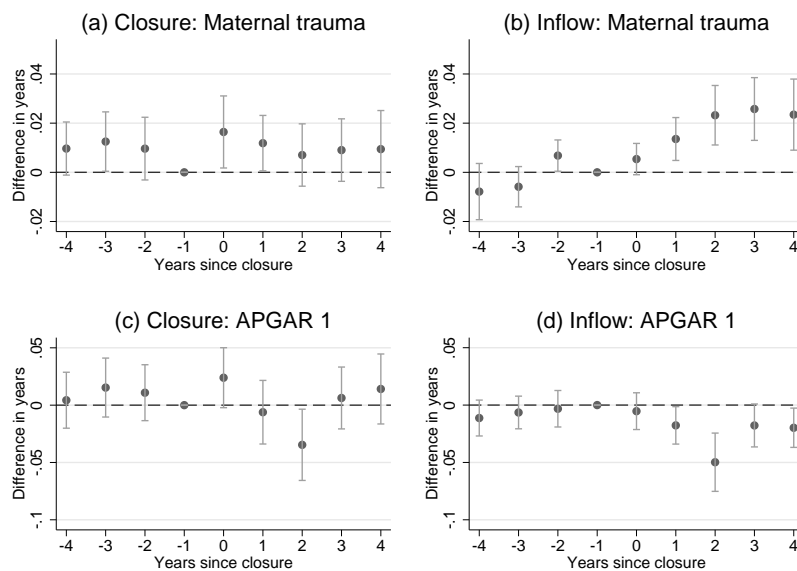 (a) Closure: Maternal trauma
Difference in years
.04
.02
0
-.02
-4 -3 -2 -1 0 1 2 3 4
Years since closure
(b) Inflow: Maternal trauma
Difference in years
.04
.02
0
-.02
-4 -3 -2 -1 0 1 2 3 4
Years since closure
(c) Closure: APGAR 1
Difference in years
.05
0
-.05
-.1
-4 -3 -2 -1 0 1 2 3 4
Years since closure
(d) Inflow: APGAR 1
Difference in years
.05
0
-.05
-.1
-4 -3 -2 -1 0 1 2 3 4
Years since closure